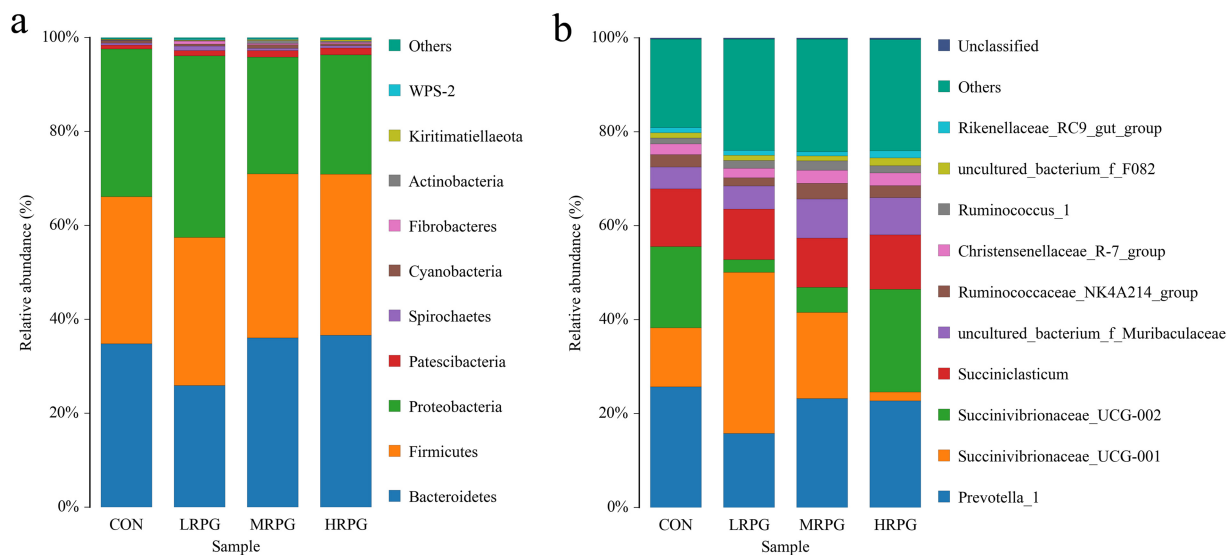 a
Relative abundance (%)
100%
80%
60%
40%
20%
0%
CON LRPG MRPG HRPG
Sample
Others
WPS-2
Kiritimatiellaeota
Actinobacteria
Fibrobacteres
Cyanobacteria
Spirochaetes
Patescibacteria
Proteobacteria
Firmicutes
Bacteroidetes
b
Relative abundance (%)
100%
80%
60%
40%
20%
0%
CON LRPG MRPG HRPG
Sample
Unclassified
Others
Rikenellaceae_RC9_gut_group
uncultured_bacterium_f_F082
Ruminococcus_1
Christensenellaceae_R-7_group
Ruminococcaceae_NK4A214_group
uncultured_bacterium_f_Muribaculaceae
Succiniclasticum
Succinivibrionaceae_UCG-002
Succinivibrionaceae_UCG-001
Prevotella_1